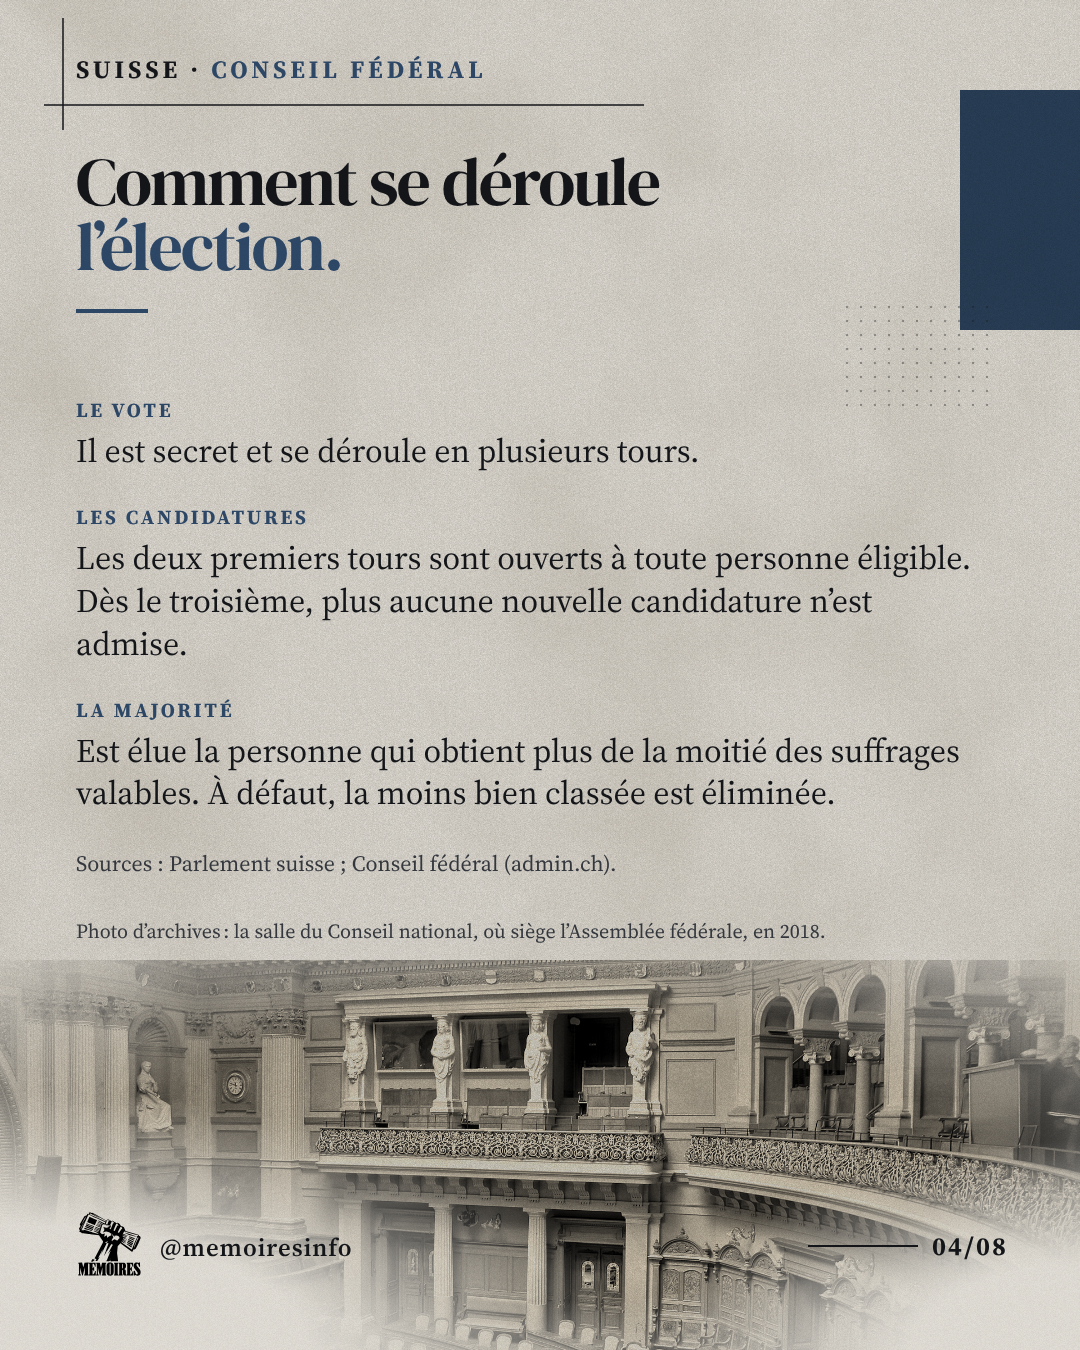 SUISSE · CONSEIL FÉDÉRAL
Comment se déroule
l’élection.
LE VOTE
Il est secret et se déroule en plusieurs tours.
LES CANDIDATURES
Les deux premiers tours sont ouverts à toute personne éligible.
Dès le troisième, plus aucune nouvelle candidature n’est
admise.
LA MAJORITÉ
Est élue la personne qui obtient plus de la moitié des suffrages
valables. À défaut, la moins bien classée est éliminée.
Sources : Parlement suisse ; Conseil fédéral (admin.ch).
Photo d’archives : la salle du Conseil national, où siège l’Assemblée fédérale, en 2018.
MÉMOIRES
@memoiresinfo
04/08